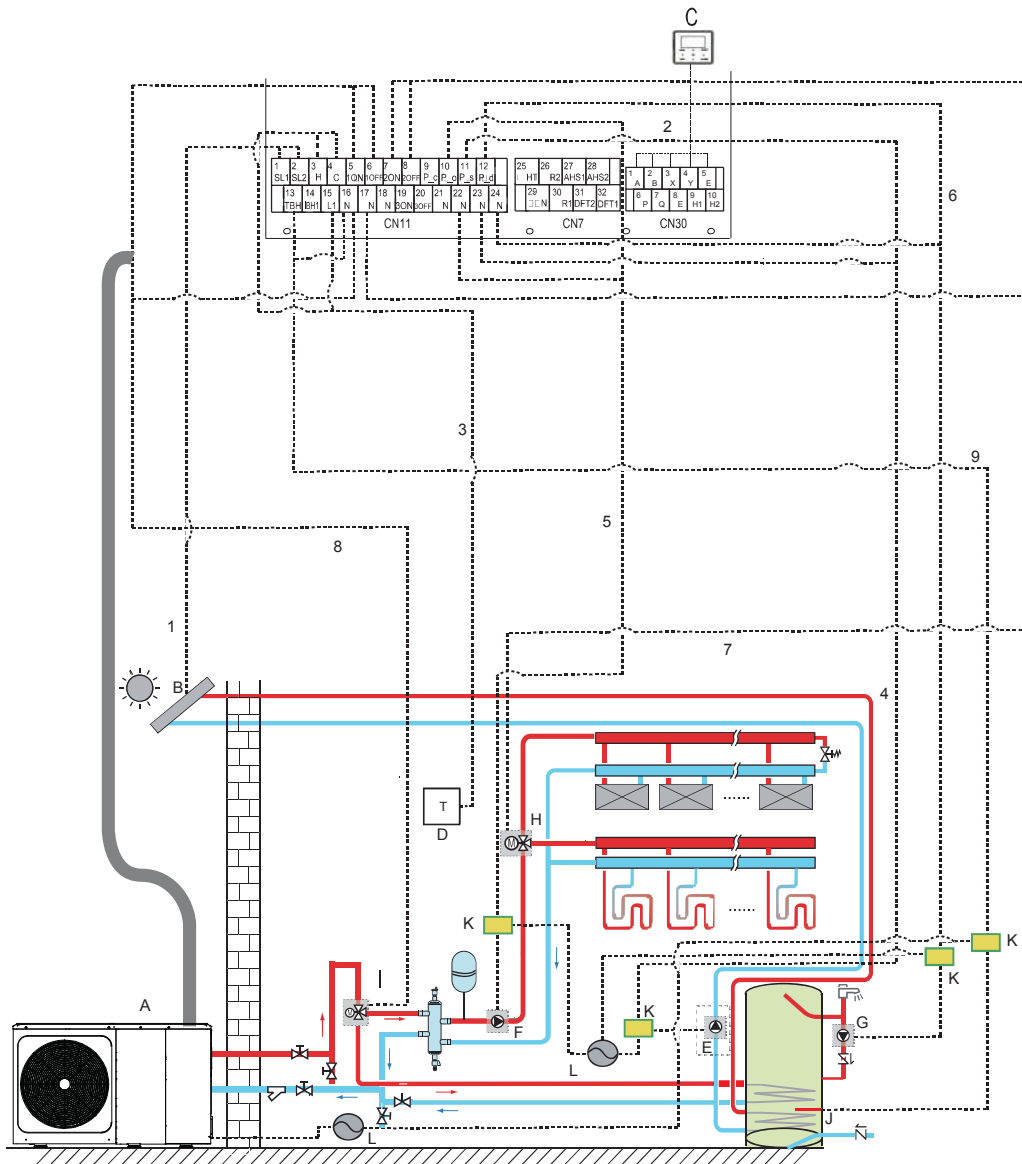 C
2
1 2 3 4 5 6 7 8 9 10 11 12
SL1 SL2 H C 1ON 1OFF 2ON 2OFF P_c P_o P_s P_d
13 14 15 16 17 18 19 20 21 22 23 24
TBH IBH1 L1 N N N 3ON 3OFF N N N N
CN11
25 26 27 28
HT R2 AHS1 AHS2
29 30 31 32
N R1 DFT2 DFT1
CN7
1 2 3 4 5
A B X Y E
6 7 8 9 10
P Q E H1 H2
CN30
6
3
9
5
8
1
7
B
4
T
D
H
M
K
K
K
A
I
M
F
K
G
E
L
J
L